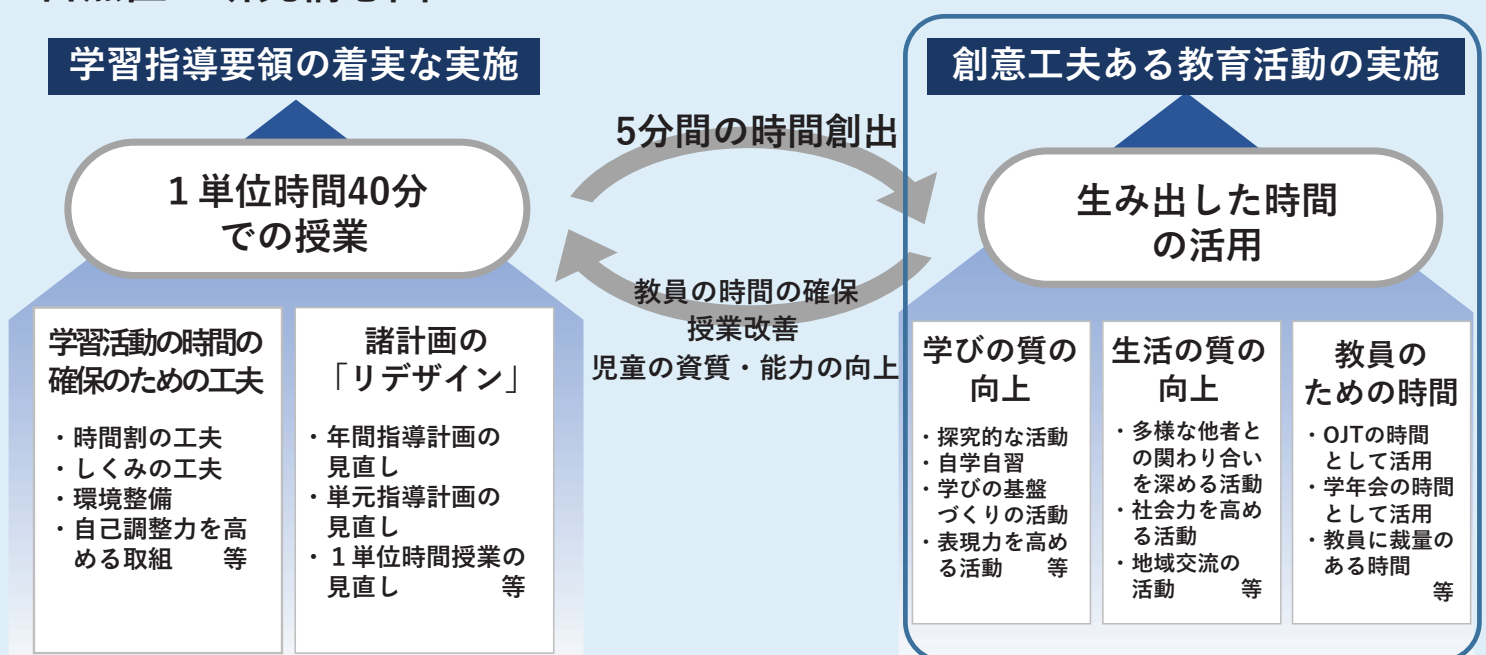 学習指導要領の着実な実施
1単位時間40分
での授業
学習活動の時間の
確保のための工夫
・時間割の工夫
・しくみの工夫
・環境整備
・自己調整力を高
める取組 等
諸計画の
「リデザイン」
・年間指導計画の
見直し
・単元指導計画の
見直し
・1単位時間授業の
見直し 等
5分間の時間創出
教員の時間の確保
授業改善
児童の資質・能力の向上
創意工夫ある教育活動の実施
生み出した時間
の活用
学びの質の
向上
・探究的な活動
・自学自習
・学びの基盤
づくりの活動
・表現力を高め
る活動 等
生活の質の
向上
・多様な他者と
の関わり合い
を深める活動
・社会力を高め
る活動
・地域交流の
活動 等
教員の
ための時間
・OJTの時間
として活用
・学年会の時間
として活用
・教員に裁量の
ある時間
等